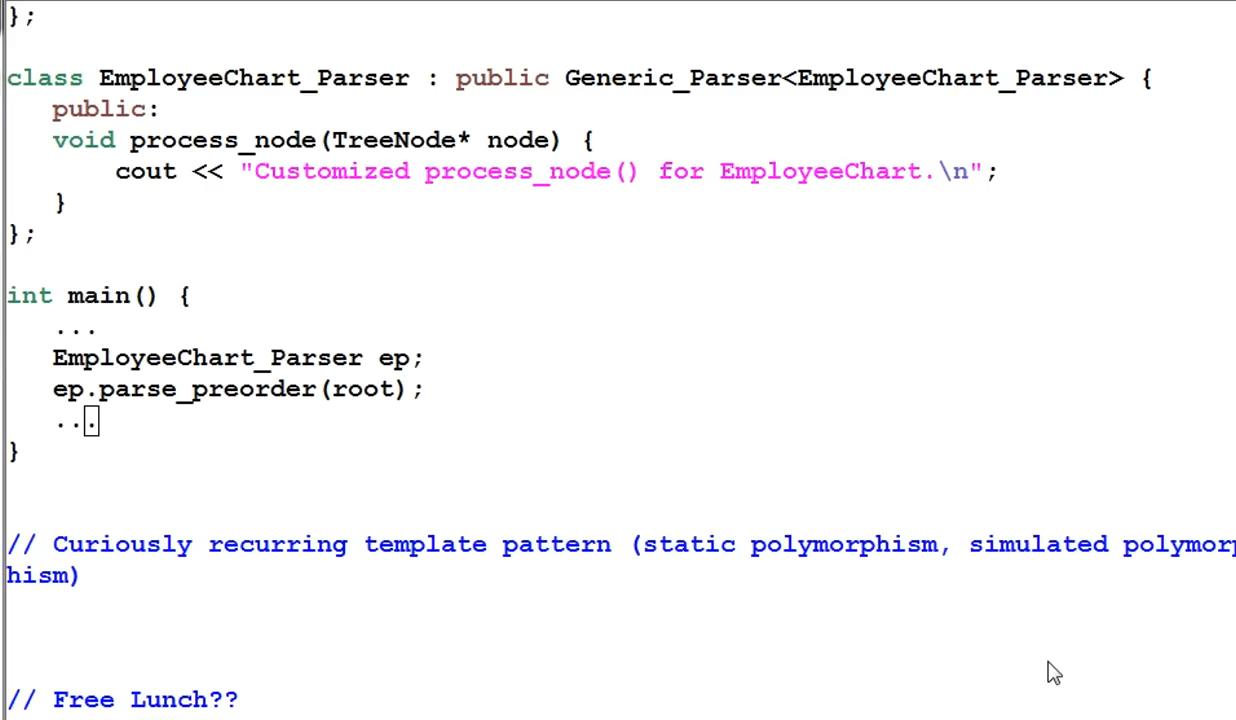 };
class EmployeeChart_Parser : public Generic_Parser<EmployeeChart_Parser> {
public:
void process_node(TreeNode* node) {
cout << "Customized process_node() for EmployeeChart.\n";
}
};
int main() {
...
EmployeeChart_Parser ep;
ep.parse_preorder(root);
...
}
// Curiously recurring template pattern (static polymorphism, simulated polymorp
hism)
// Free Lunch??